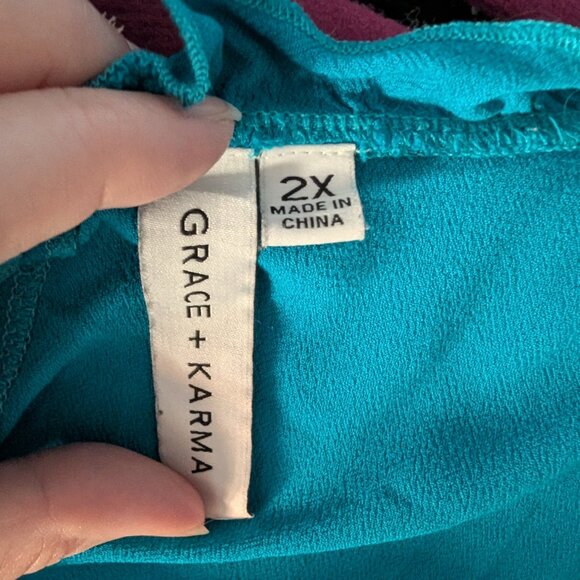 GRACE + KARMA
2X
MADE IN
CHINA